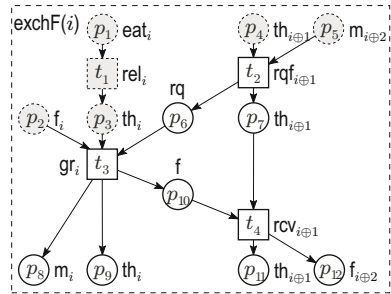 exchF(i)
p₁ eatᵢ
p₄ thᵢ⊕₁
p₅ mᵢ⊕₂
t₁ relᵢ
t₂ rqfᵢ⊕₁
rq
p₂ fᵢ
p₃ thᵢ
p₆
p₇ thᵢ⊕₁
grᵢ
t₃
f
p₁₀
t₄ rcvᵢ⊕₁
p₈ mᵢ
p₉ thᵢ
p₁₁ thᵢ⊕₁
p₁₂ fᵢ⊕₂